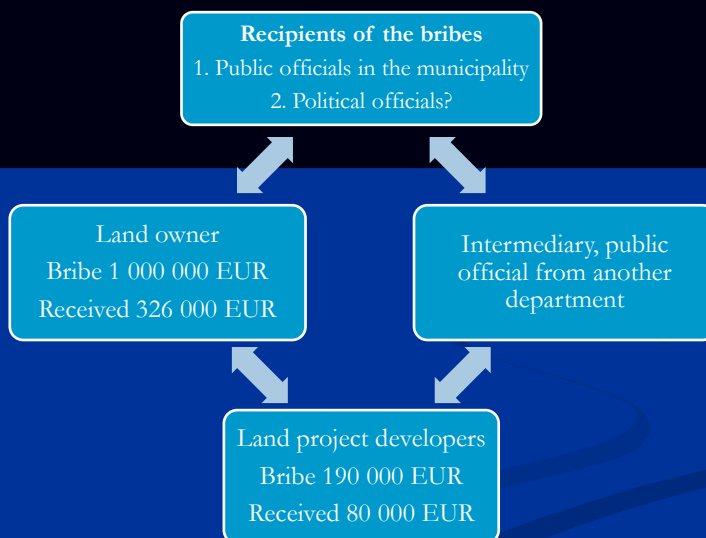 Recipients of the bribes
1. Public officials in the municipality
2. Political officials?
Land owner
Bribe 1 000 000 EUR
Received 326 000 EUR
Intermediary, public
official from another
department
Land project developers
Bribe 190 000 EUR
Received 80 000 EUR